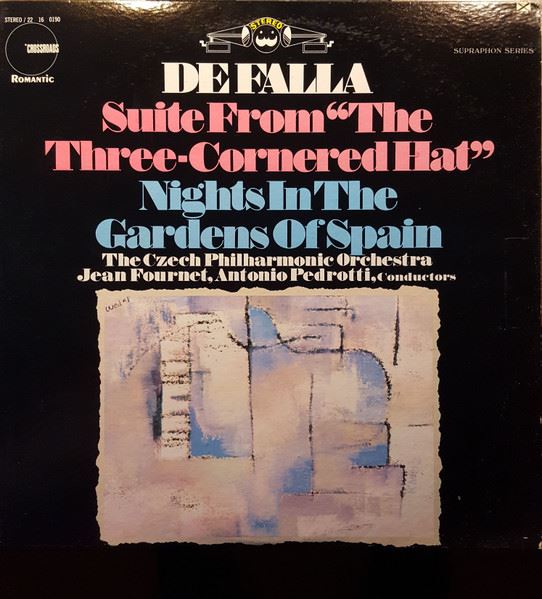 STEREO / 22 16 0190
CROSSROADS
ROMANTIC
STEREO
SUPRAPHON SERIES
DE FALLA
Suite From "The
Three-Cornered Hat"
Nights In The
Gardens Of Spain
The Czech Philharmonic Orchestra
Jean Fournet, Antonio Pedrotti, Conductors